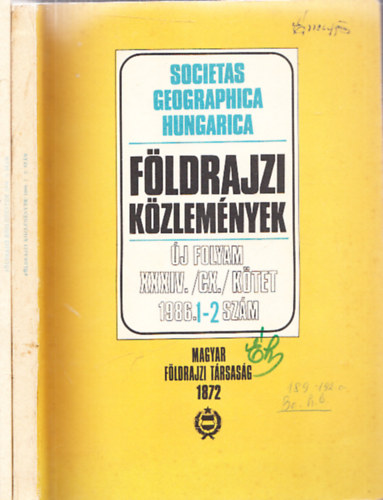 SOCIETAS
GEOGRAPHICA
HUNGARICA
FÖLDRAJZI
KÖZLEMÉNYEK
ÚJ FOLYAM
XXXIV. /CX./ KÖTET
1986.1-2 SZÁM
MAGYAR
FÖLDRAJZI TÁRSASÁG
1872